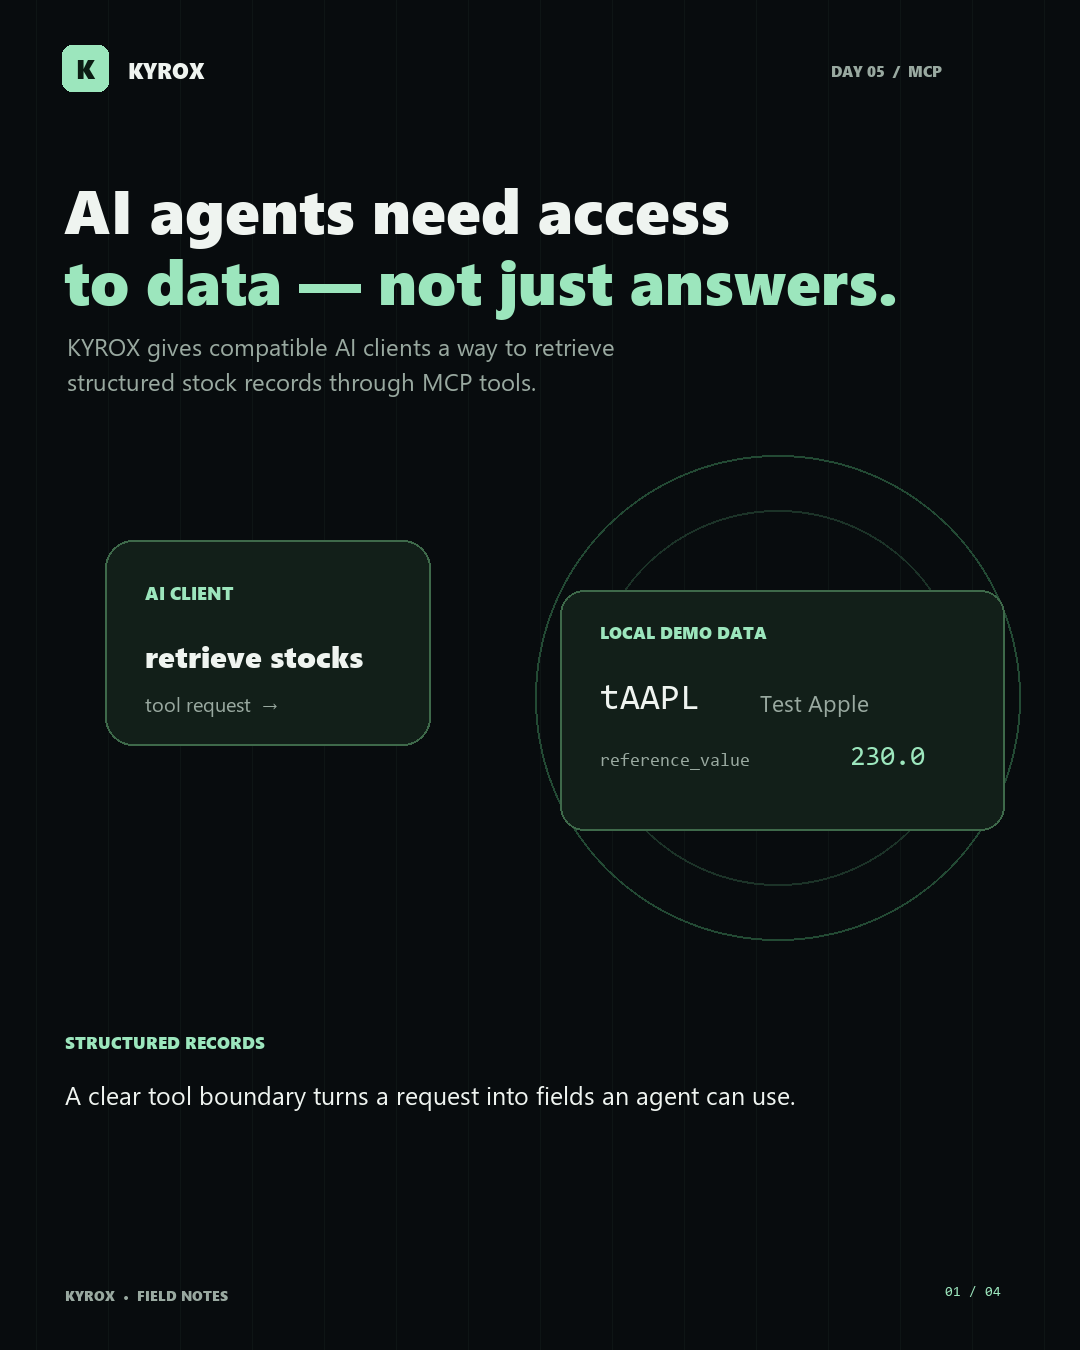 K KYROX
DAY 05 / MCP
AI agents need access
to data — not just answers.
KYROX gives compatible AI clients a way to retrieve
structured stock records through MCP tools.
AI CLIENT
retrieve stocks
tool request →
LOCAL DEMO DATA
tAAPL Test Apple
reference_value 230.0
STRUCTURED RECORDS
A clear tool boundary turns a request into fields an agent can use.
KYROX • FIELD NOTES
01 / 04